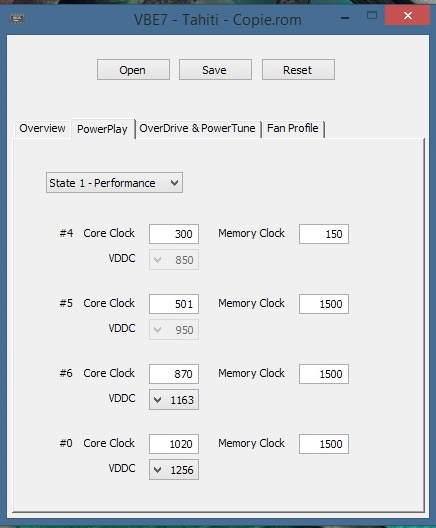 VBE7 - Tahiti - Copie.rom
Open Save Reset
Overview PowerPlay OverDrive & PowerTune Fan Profile
State 1 - Performance
#4 Core Clock 300 Memory Clock 150
VDDC 850
#5 Core Clock 501 Memory Clock 1500
VDDC 950
#6 Core Clock 870 Memory Clock 1500
VDDC 1163
#0 Core Clock 1020 Memory Clock 1500
VDDC 1256